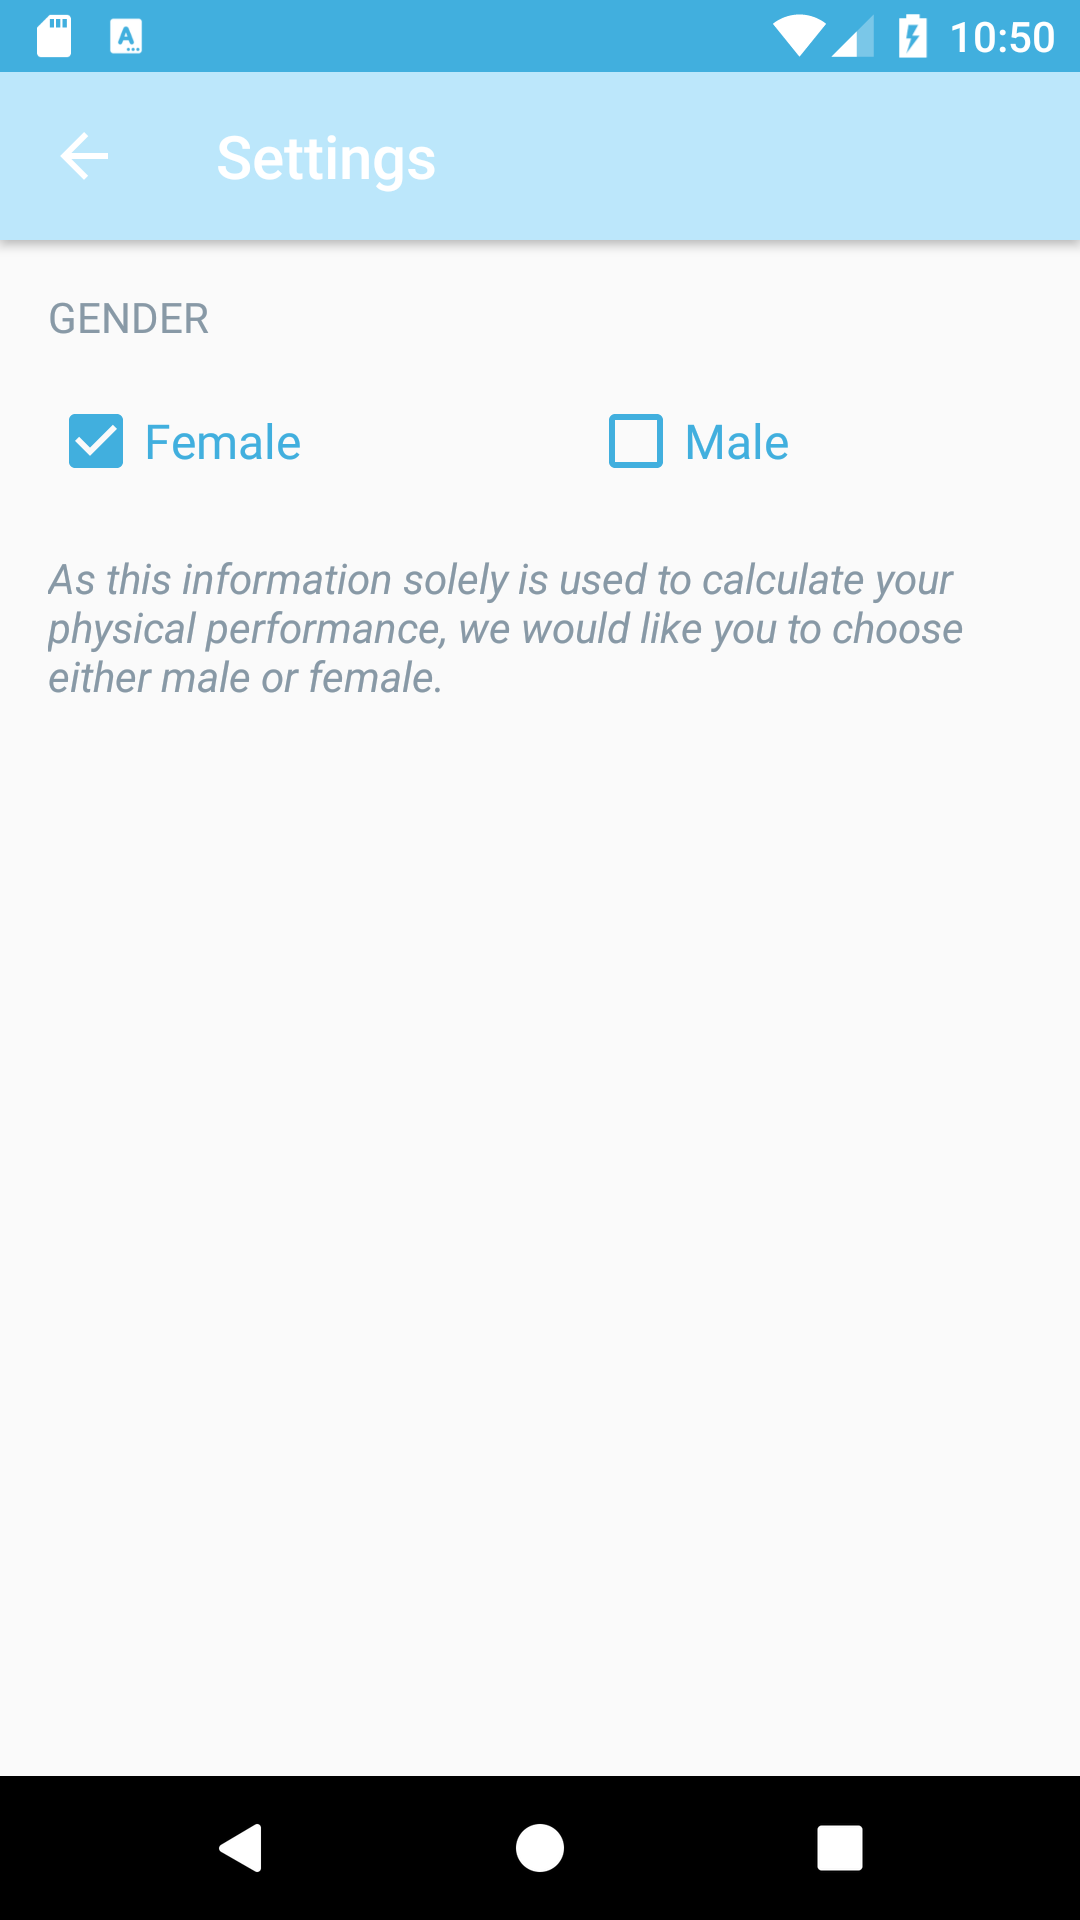 10:50
Settings
GENDER
Female
Male
As this information solely is used to calculate your
physical performance, we would like you to choose
either male or female.